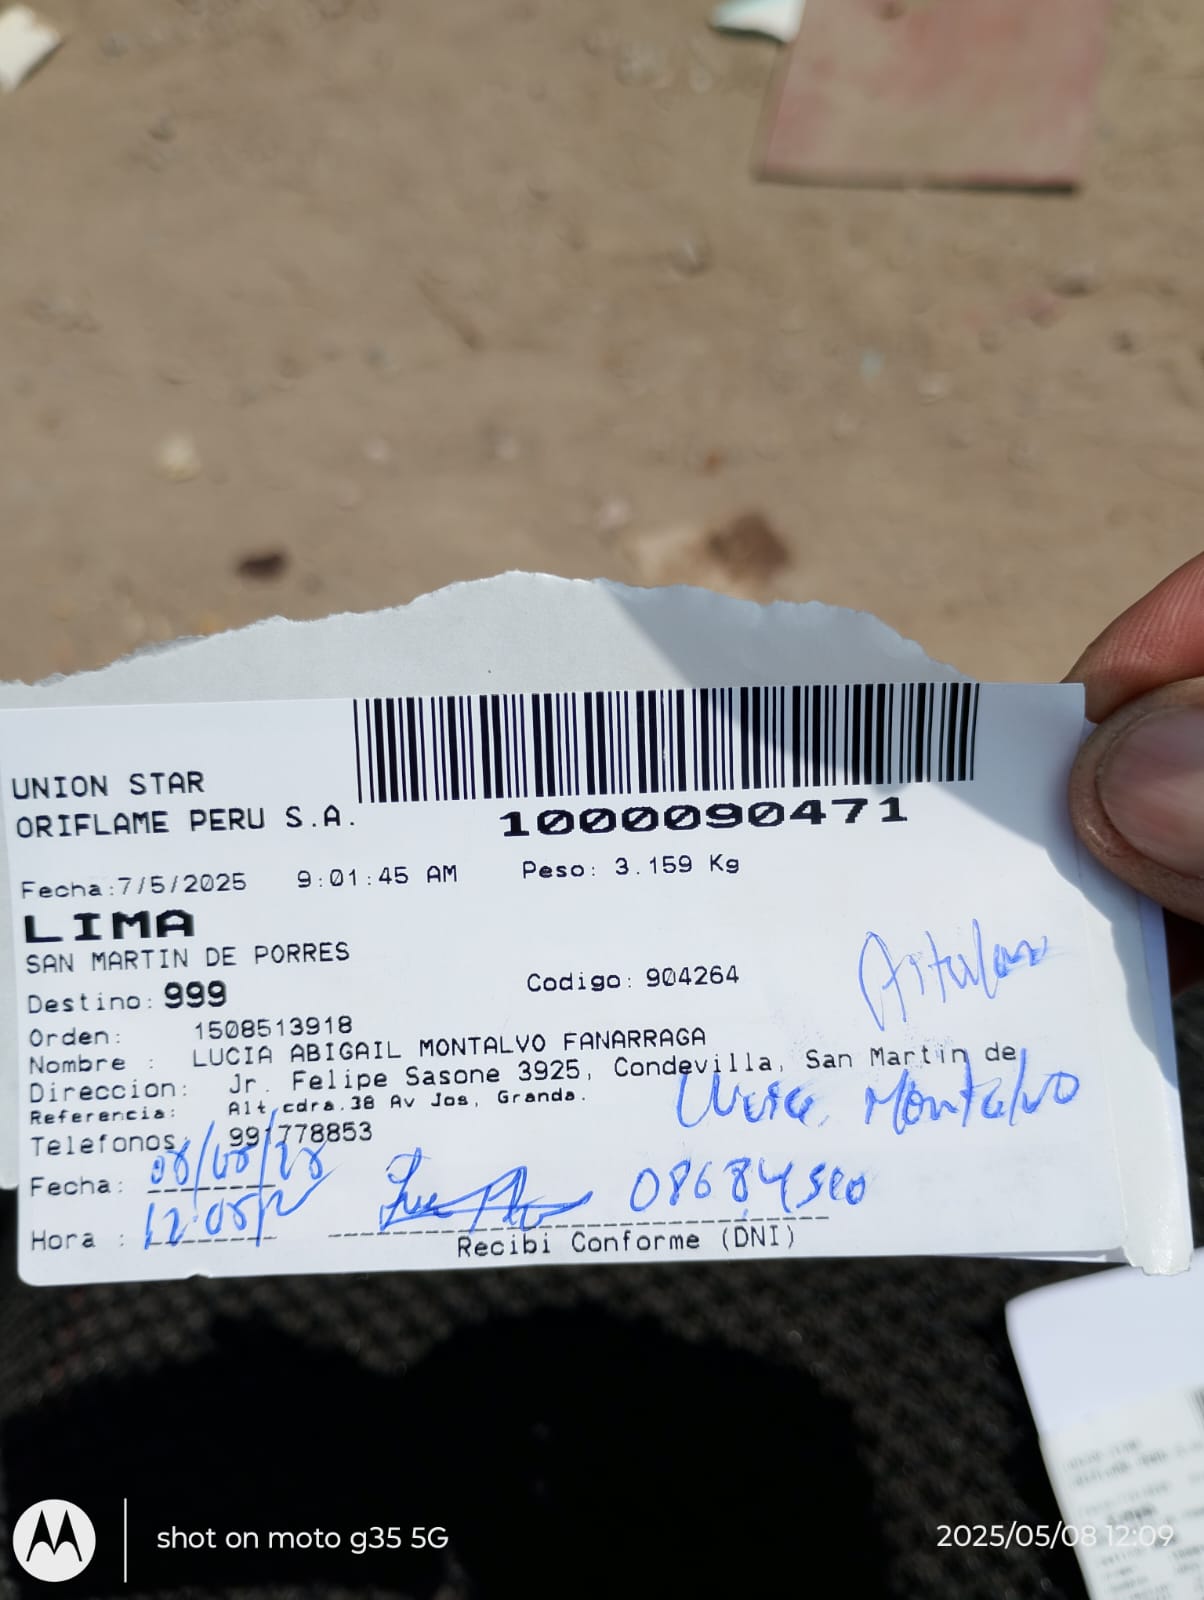 UNION STAR
ORIFLAME PERU S.A.
1000090471
Fecha:7/5/2025 9:01:45 AM Peso: 3.159 Kg
LIMA
SAN MARTIN DE PORRES
Destino: 999 Codigo: 904264
Orden: 1508513918
Nombre : LUCIA ABIGAIL MONTALVO FANARRAGA
Direccion: Jr. Felipe Sasone 3925, Condevilla, San Martin de
Referencia: Alt,cdra.38 Av Jos, Granda.
Telefonos: 991778853
Montalvo
Fecha:
Hora : 12:05
Recibi Conforme (DNI)
shot on moto g35 5G
2025/05/08 12:09